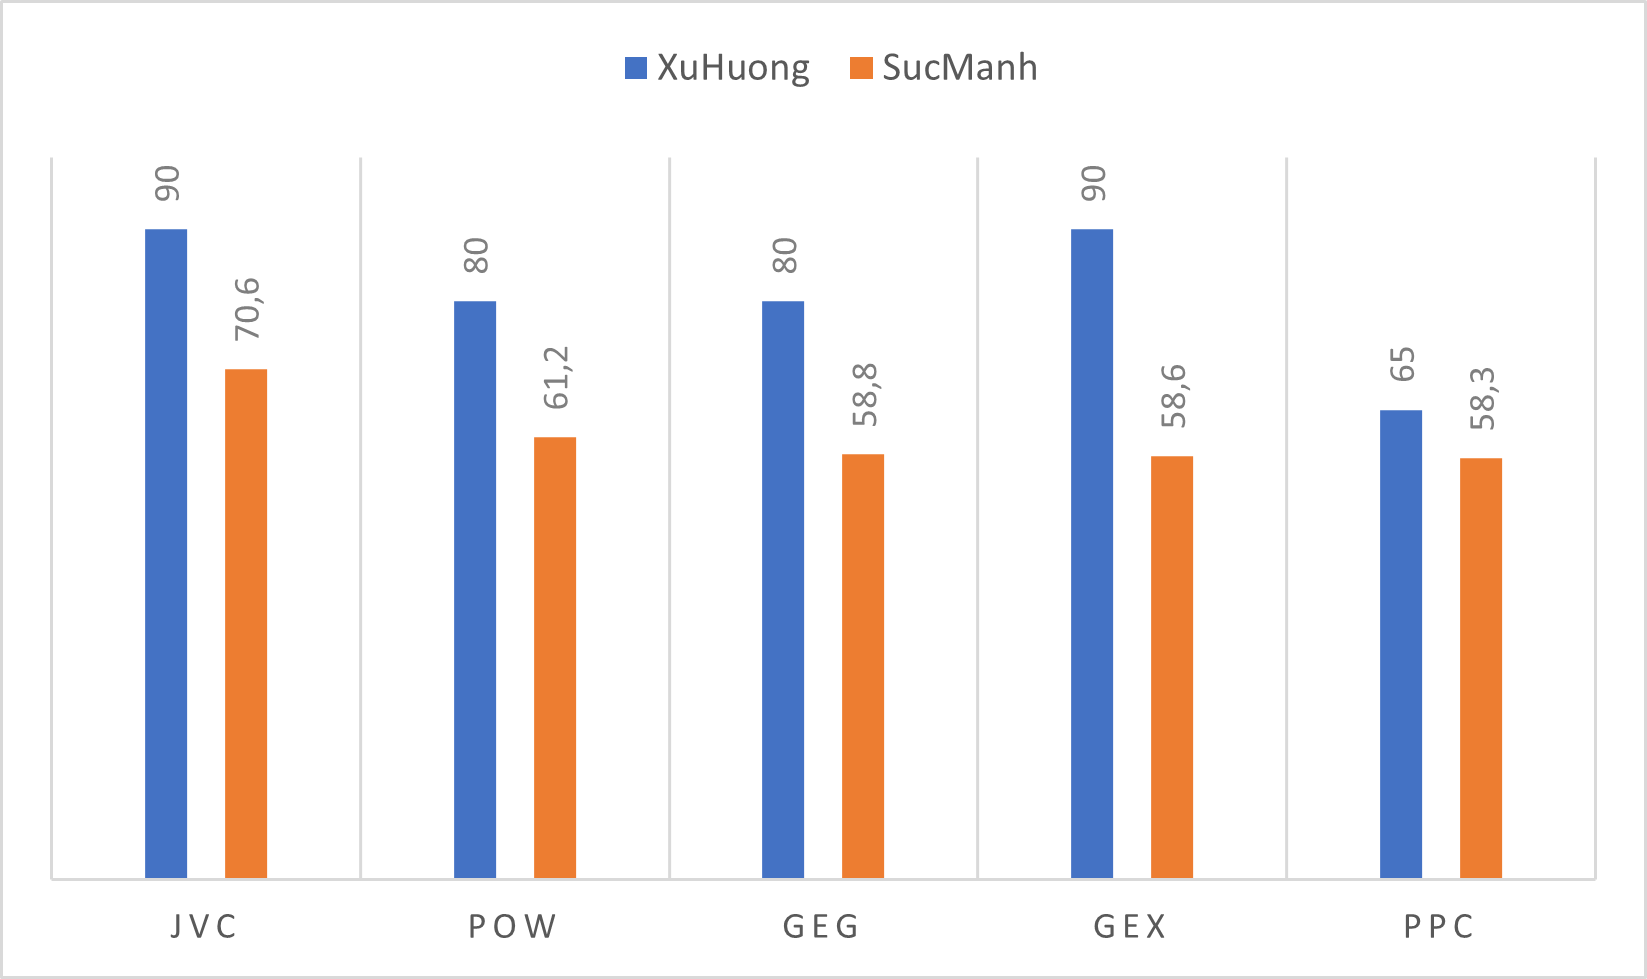 XuHuong SucManh
90 70,6 80 61,2 80 58,8 90 58,6 65 58,3
JVC POW GEG GEX PPC